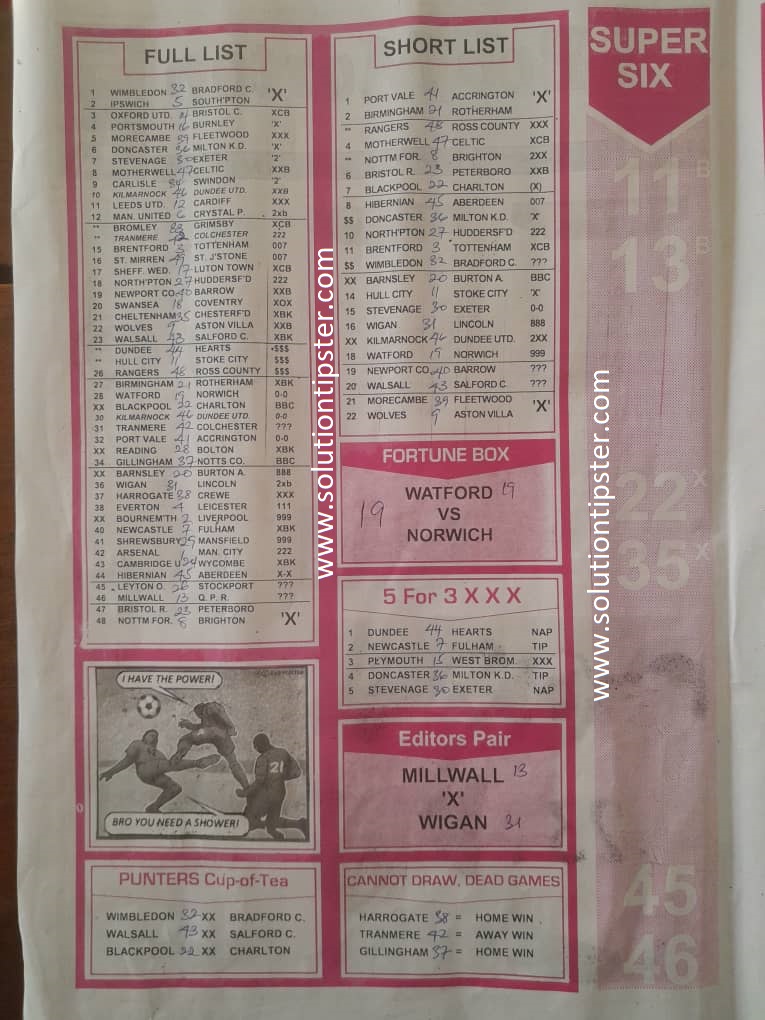 FULL LIST
1 WIMBLEDON 32 BRADFORD C. 'X'
2 IPSWICH 5 SOUTH'PTON
3 OXFORD UTD. BRISTOL C. XCB
4 PORTSMOUTH 16 BURNLEY 'X'
5 MORECAMBE 39 FLEETWOOD XXX
6 DONCASTER 36 MILTON K.D. 'X'
7 STEVENAGE 30 EXETER '2'
8 MOTHERWELL 47 CELTIC XXB
9 CARLISLE 34 SWINDON '2'
10 KILMARNOCK 46 DUNDEE UTD. XXB
11 LEEDS UTD. 12 CARDIFF XXX
12 MAN. UNITED 6 CRYSTAL P. 2xb
** BROMLEY 33 GRIMSBY XCB
** TRANMERE 42 COLCHESTER 222
15 BRENTFORD 3 TOTTENHAM 007
16 ST. MIRREN 49 ST. J'STONE 007
17 SHEFF. WED. 17 LUTON TOWN XCB
18 NORTH'PTON 27 HUDDERSF'D 222
19 NEWPORT CO. 40 BARROW XXB
20 SWANSEA 18 COVENTRY XOX
21 CHELTENHAM 35 CHESTERF'D XKB
22 WOLVES 9 ASTON VILLA XXB
23 WALSALL 43 SALFORD C. XBK
** DUNDEE 44 HEARTS $$$
** HULL CITY 11 STOKE CITY $$$
26 RANGERS 48 ROSS COUNTY $$$
27 BIRMINGHAM 21 ROTHERHAM XBK
28 WATFORD 19 NORWICH 0-0
XX BLACKPOOL 22 CHARLTON BBC
30 KILMARNOCK 46 DUNDEE UTD. 0-0
31 TRANMERE 42 COLCHESTER ???
32 PORT VALE 41 ACCRINGTON 0-0
XX READING 28 BOLTON XBK
34 GILLINGHAM 37 NOTTS CO. BBC
XX BARNSLEY 20 BURTON A. 888
36 WIGAN 31 LINCOLN 2xb
37 HARROGATE 38 CREWE XXX
38 EVERTON 4 LEICESTER 111
XX BOURNEM'TH 2 LIVERPOOL 999
40 NEWCASTLE 7 FULHAM XBK
41 SHREWSBURY 29 MANSFIELD 999
42 ARSENAL 1 MAN. CITY 222
43 CAMBRIDGE U 24 WYCOMBE XBK
44 HIBERNIAN 45 ABERDEEN X-X
45 LEYTON O. 26 STOCKPORT ???
46 MILLWALL 13 Q.P.R. ???
47 BRISTOL R. 23 PETERBORO 'X'
48 NOTTM FOR. 8 BRIGHTON
I HAVE THE POWER!
21
BRO YOU NEED A SHOWER!
PUNTERS Cup-of-Tea
WIMBLEDON 32 XX BRADFORD C.
WALSALL 43 XX SALFORD C.
BLACKPOOL 22 XX CHARLTON
www.solutiontipster.com
SHORT LIST
1 PORT VALE 41 ACCRINGTON 'X'
2 BIRMINGHAM 21 ROTHERHAM
** RANGERS 48 ROSS COUNTY XXX
4 MOTHERWELL 47 CELTIC XCB
** NOTTM FOR. 8 BRIGHTON 2XX
6 BRISTOL R. 23 PETERBORO XXB
7 BLACKPOOL 22 CHARLTON (X)
8 HIBERNIAN 45 ABERDEEN 007
$$ DONCASTER 36 MILTON K.D. 'X'
10 NORTH'PTON 27 HUDDERSF'D 222
11 BRENTFORD 3 TOTTENHAM XCB
$$ WIMBLEDON 32 BRADFORD C. ???
XX BARNSLEY 20 BURTON A. BBC
14 HULL CITY 11 STOKE CITY 'X'
15 STEVENAGE 30 EXETER 0-0
16 WIGAN 31 LINCOLN 888
XX KILMARNOCK 46 DUNDEE UTD. 2XX
18 WATFORD 19 NORWICH 999
19 NEWPORT CO. 40 BARROW ???
20 WALSALL 43 SALFORD C. ???
21 MORECAMBE 39 FLEETWOOD 'X'
22 WOLVES 9 ASTON VILLA
FORTUNE BOX
WATFORD 19
19 VS
NORWICH
5 For 3 X X X
1 DUNDEE 44 HEARTS NAP
2 NEWCASTLE 7 FULHAM TIP
3 PLYMOUTH 15 WEST BROM. XXX
4 DONCASTER 36 MILTON K.D. TIP
5 STEVENAGE 30 EXETER NAP
Editors Pair
MILLWALL 13
'X'
WIGAN 31
CANNOT DRAW, DEAD GAMES
HARROGATE 38 = HOME WIN
TRANMERE 42 = AWAY WIN
GILLINGHAM 37 = HOME WIN
SUPER
SIX
11 B
13 B
22 X
35 X
45
46
www.solutiontipster.com